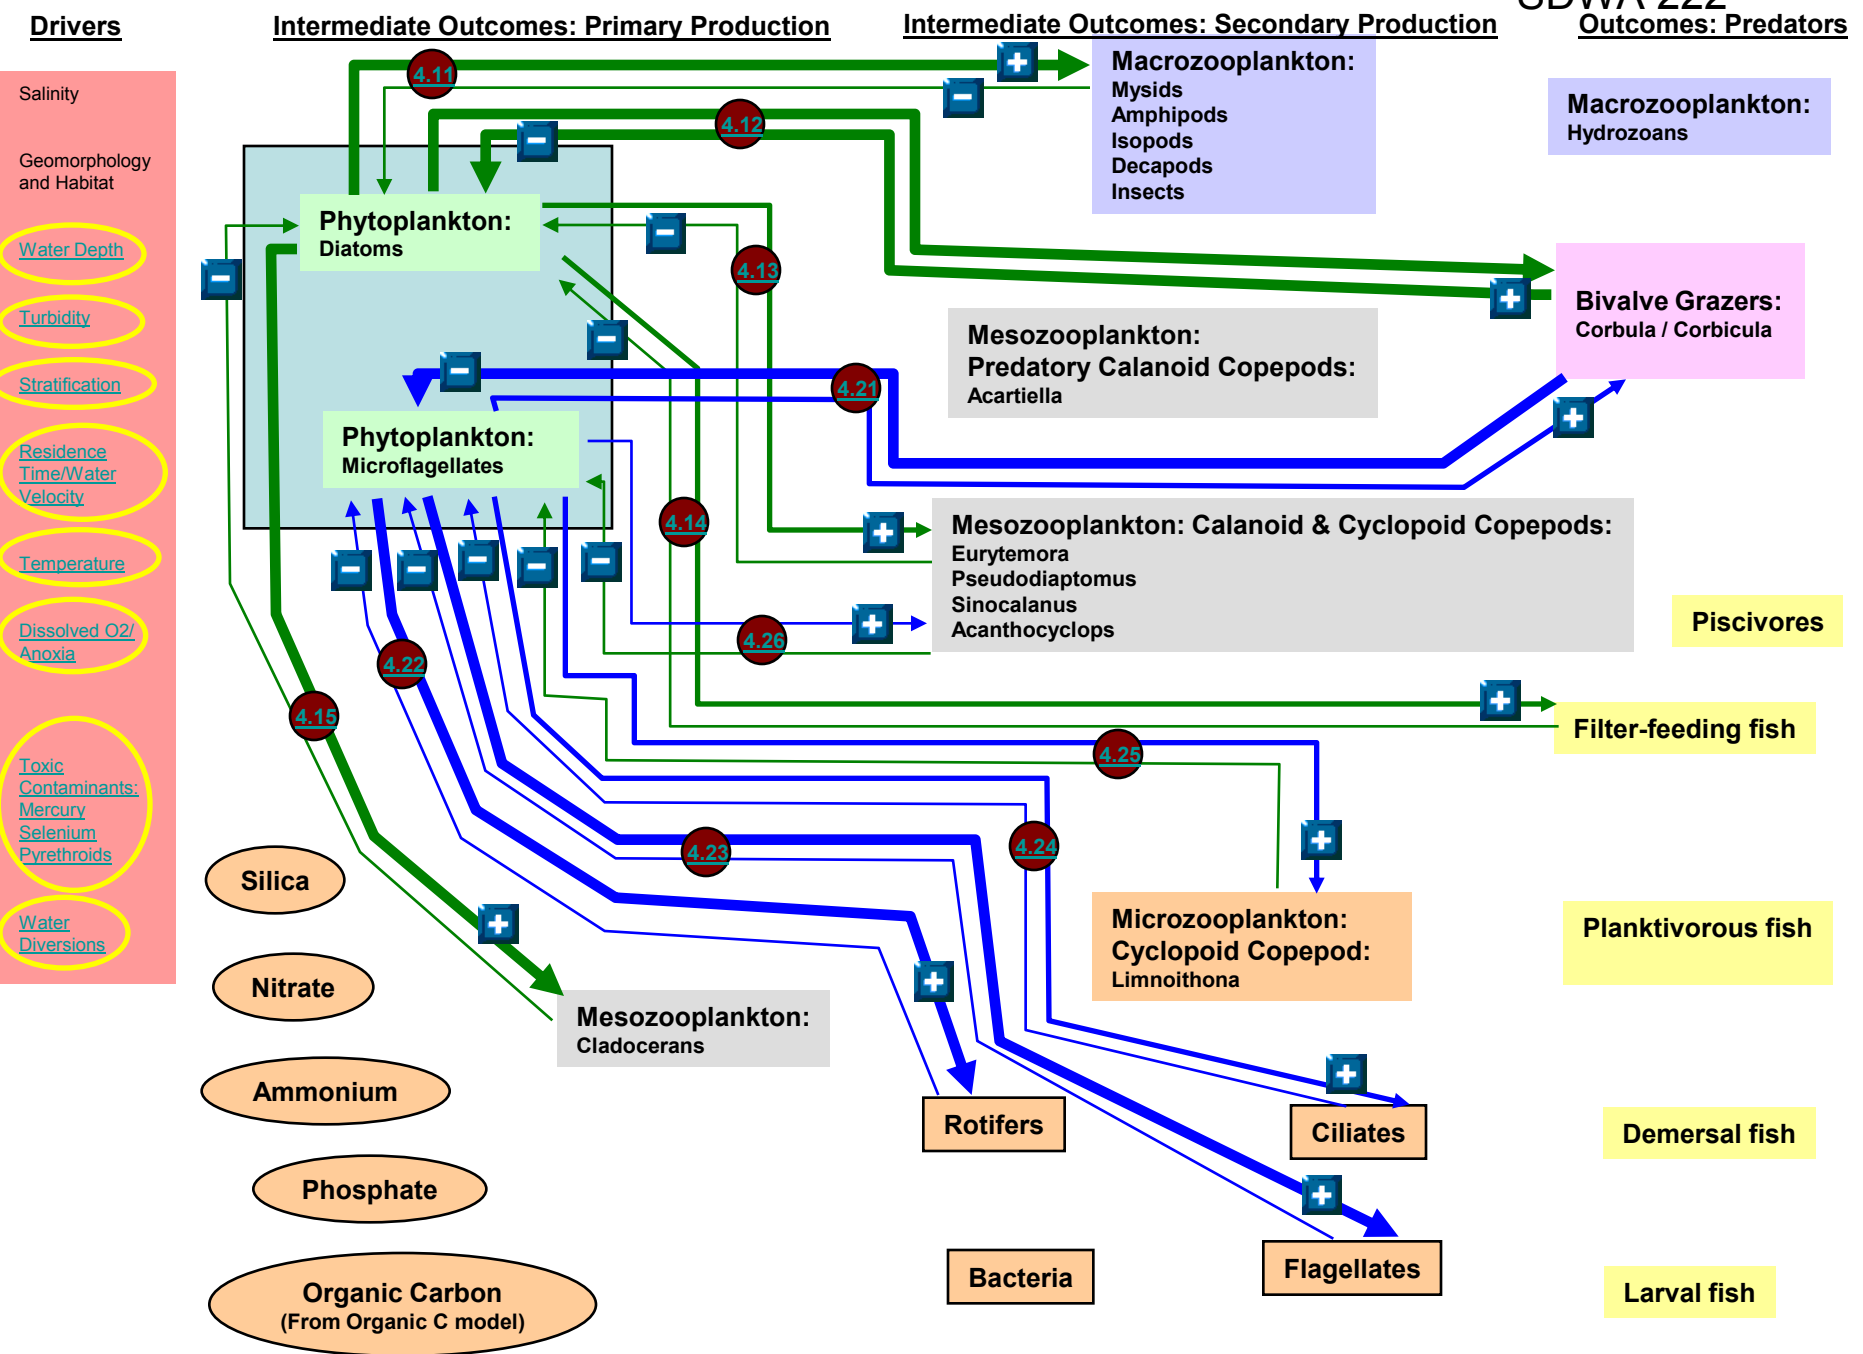 SDWA 222
Drivers
Intermediate Outcomes: Primary Production
Intermediate Outcomes: Secondary Production
Outcomes: Predators
Salinity
Geomorphology
and Habitat
Water Depth
Turbidity
Stratification
Residence
Time/Water
Velocity
Temperature
Dissolved O2/
Anoxia
Toxic
Contaminants:
Mercury
Selenium
Pyrethroids
Water
Diversions
Phytoplankton:
Diatoms
Phytoplankton:
Microflagellates
Silica
Nitrate
Ammonium
Phosphate
Organic Carbon
(From Organic C model)
4.11
4.12
4.13
4.21
4.14
4.26
4.22
4.15
4.25
4.23
4.24
Macrozooplankton:
Mysids
Amphipods
Isopods
Decapods
Insects
Mesozooplankton:
Predatory Calanoid Copepods:
Acartiella
Mesozooplankton: Calanoid & Cyclopoid Copepods:
Eurytemora
Pseudodiaptomus
Sinocalanus
Acanthocyclops
Microzooplankton:
Cyclopoid Copepod:
Limnoithona
Mesozooplankton:
Cladocerans
Rotifers
Ciliates
Bacteria
Flagellates
Macrozooplankton:
Hydrozoans
Bivalve Grazers:
Corbula / Corbicula
Piscivores
Filter-feeding fish
Planktivorous fish
Demersal fish
Larval fish